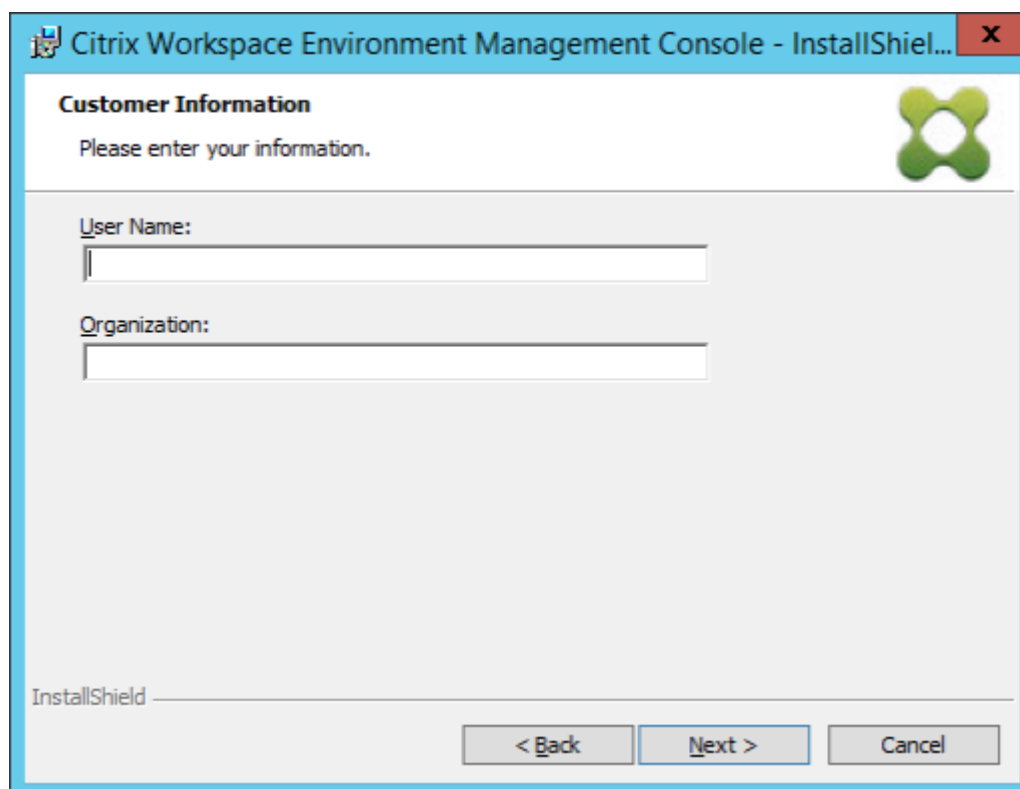 Citrix Workspace Environment Management Console - InstallShiel...
x
Customer Information
Please enter your information.
User Name:
Organization:
InstallShield
< Back
Next >
Cancel